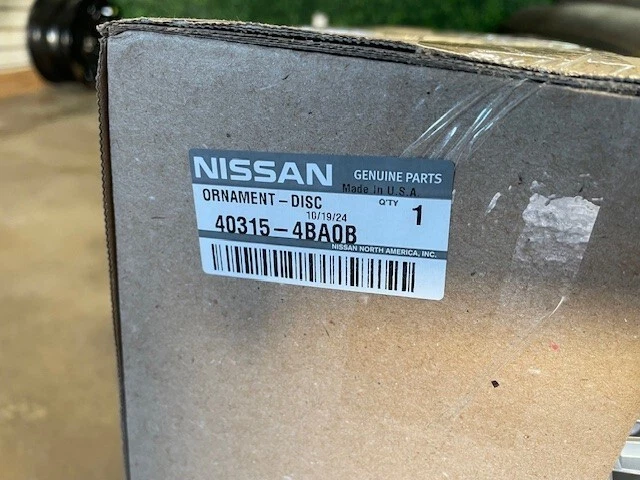 NISSAN GENUINE PARTS
Made in U.S.A.
ORNAMENT-DISC Q'TY 1
10/19/24
40315-4BA0B
NISSAN NORTH AMERICA, INC.